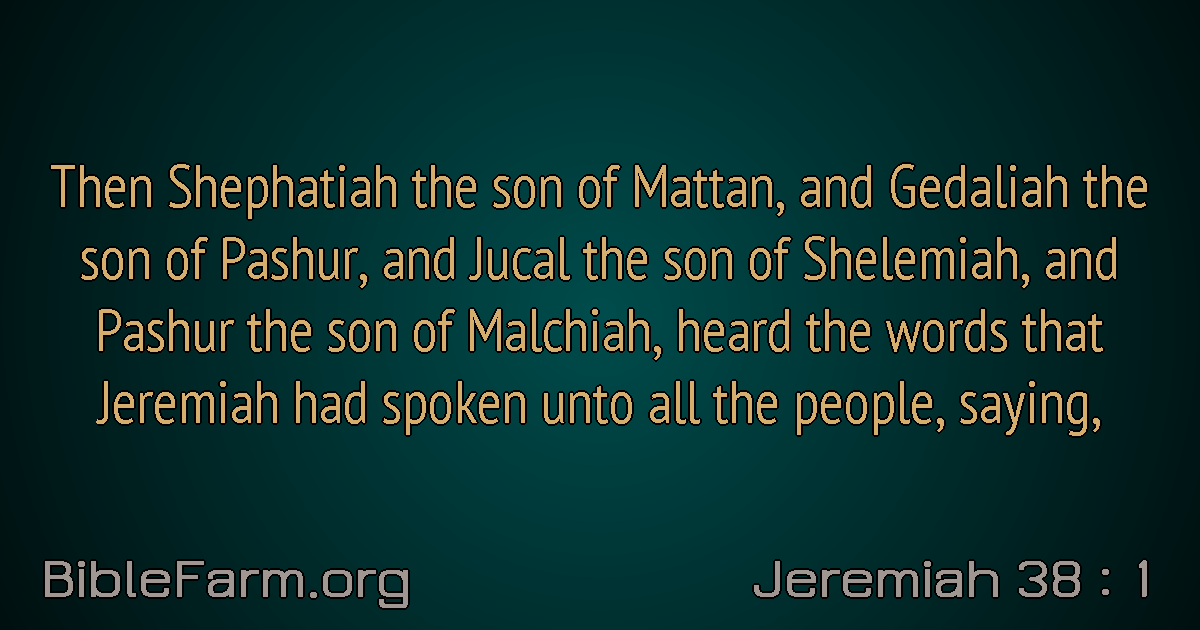 Then Shephatiah the son of Mattan, and Gedaliah the
son of Pashur, and Jucal the son of Shelemiah, and
Pashur the son of Malchiah, heard the words that
Jeremiah had spoken unto all the people, saying,
BibleFarm.org
Jeremiah 38 : 1